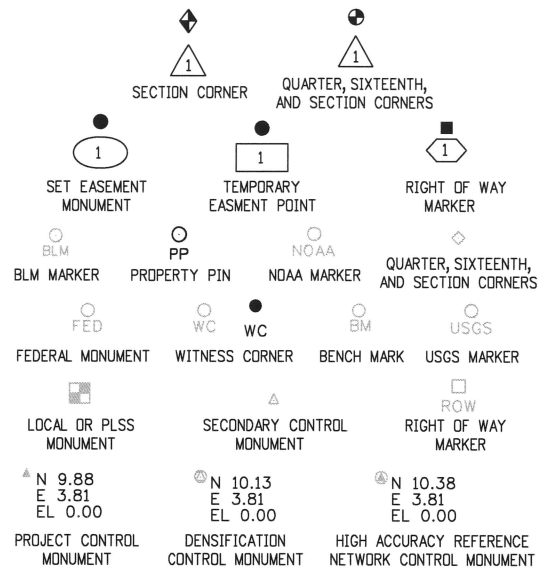 1
1
SECTION CORNER
QUARTER, SIXTEENTH,
AND SECTION CORNERS
1
1
1
SET EASEMENT
MONUMENT
TEMPORARY
EASMENT POINT
RIGHT OF WAY
MARKER
BLM
PP
NOAA
BLM MARKER
PROPERTY PIN
NOAA MARKER
QUARTER, SIXTEENTH,
AND SECTION CORNERS
FED
WC
WC
BM
USGS
FEDERAL MONUMENT
WITNESS CORNER
BENCH MARK
USGS MARKER
ROW
LOCAL OR PLSS
MONUMENT
SECONDARY CONTROL
MONUMENT
RIGHT OF WAY
MARKER
N 9.88
E 3.81
EL 0.00
N 10.13
E 3.81
EL 0.00
N 10.38
E 3.81
EL 0.00
PROJECT CONTROL
MONUMENT
DENSIFICATION
CONTROL MONUMENT
HIGH ACCURACY REFERENCE
NETWORK CONTROL MONUMENT